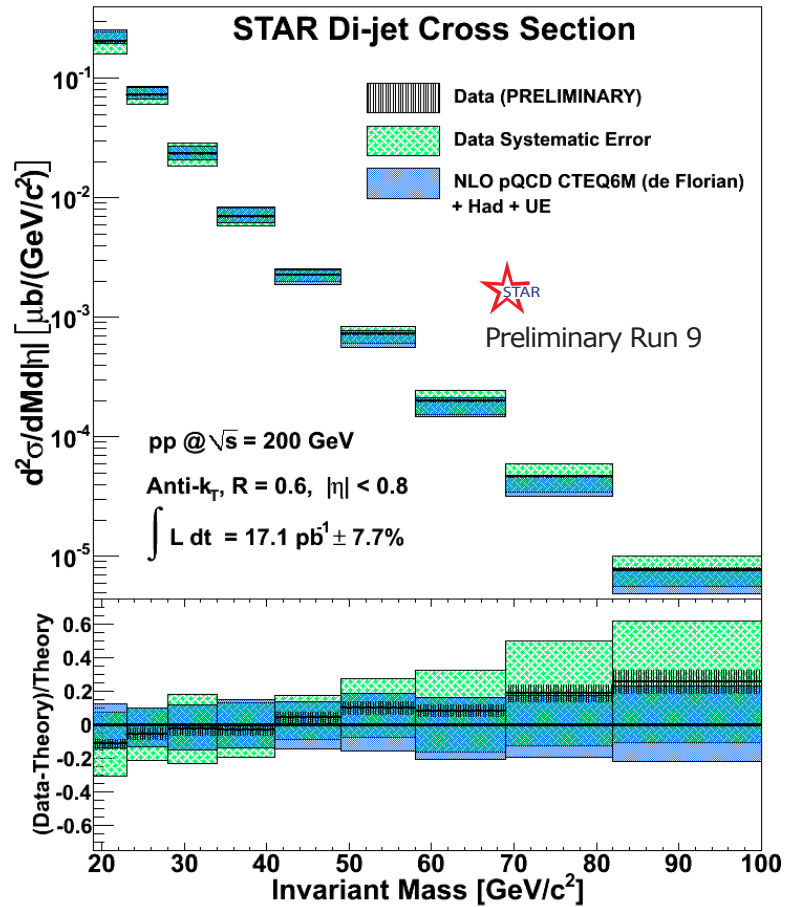 STAR Di-jet Cross Section
Data (PRELIMINARY)
Data Systematic Error
NLO pQCD CTEQ6M (de Florian)
+ Had + UE
STAR
Preliminary Run 9
pp @ √s = 200 GeV
Anti-k_T, R = 0.6, |η| < 0.8
∫ L dt = 17.1 pb⁻¹ ± 7.7%
d²σ/dMd|η| [μb/(GeV/c²)]
10⁻¹
10⁻²
10⁻³
10⁻⁴
10⁻⁵
(Data-Theory)/Theory
0.6
0.4
0.2
0
-0.2
-0.4
-0.6
20 30 40 50 60 70 80 90 100
Invariant Mass [GeV/c²]